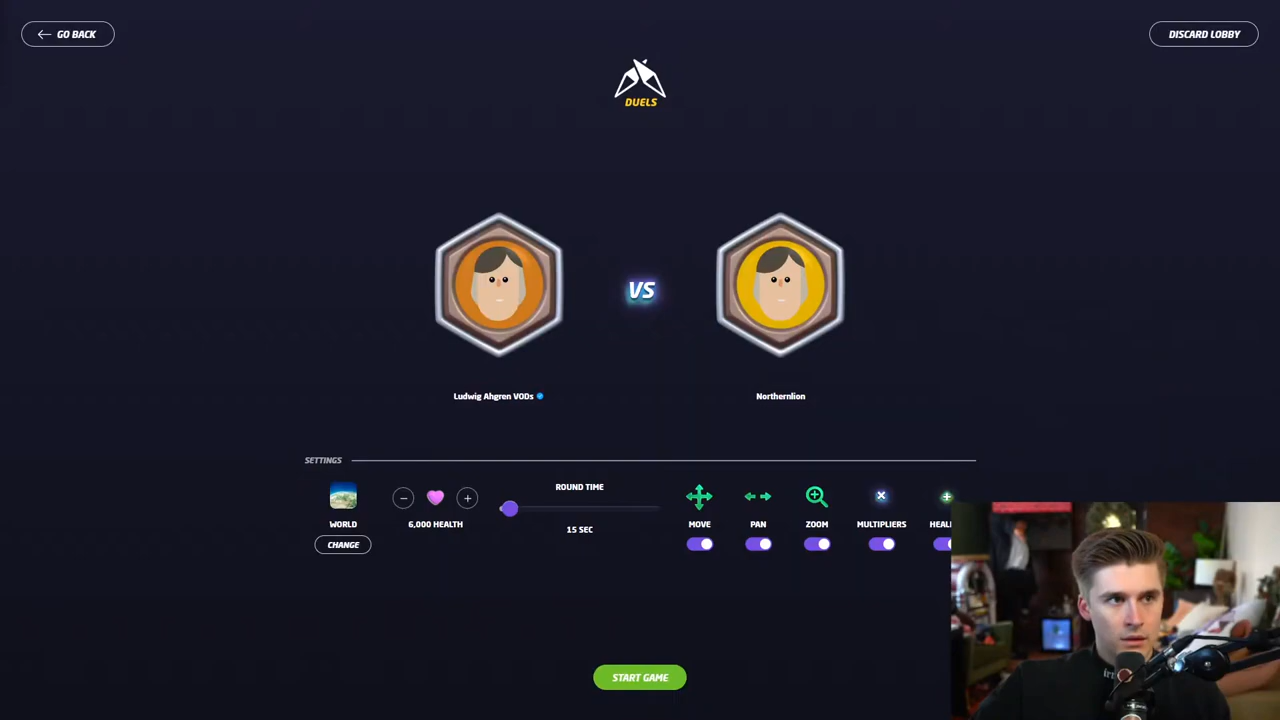 GO BACK
DISCARD LOBBY
DUELS
VS
Ludwig Ahgren VODs
Northernlion
SETTINGS
ROUND TIME
WORLD
6,000 HEALTH
15 SEC
MOVE
PAN
ZOOM
MULTIPLIERS
CHANGE
START GAME